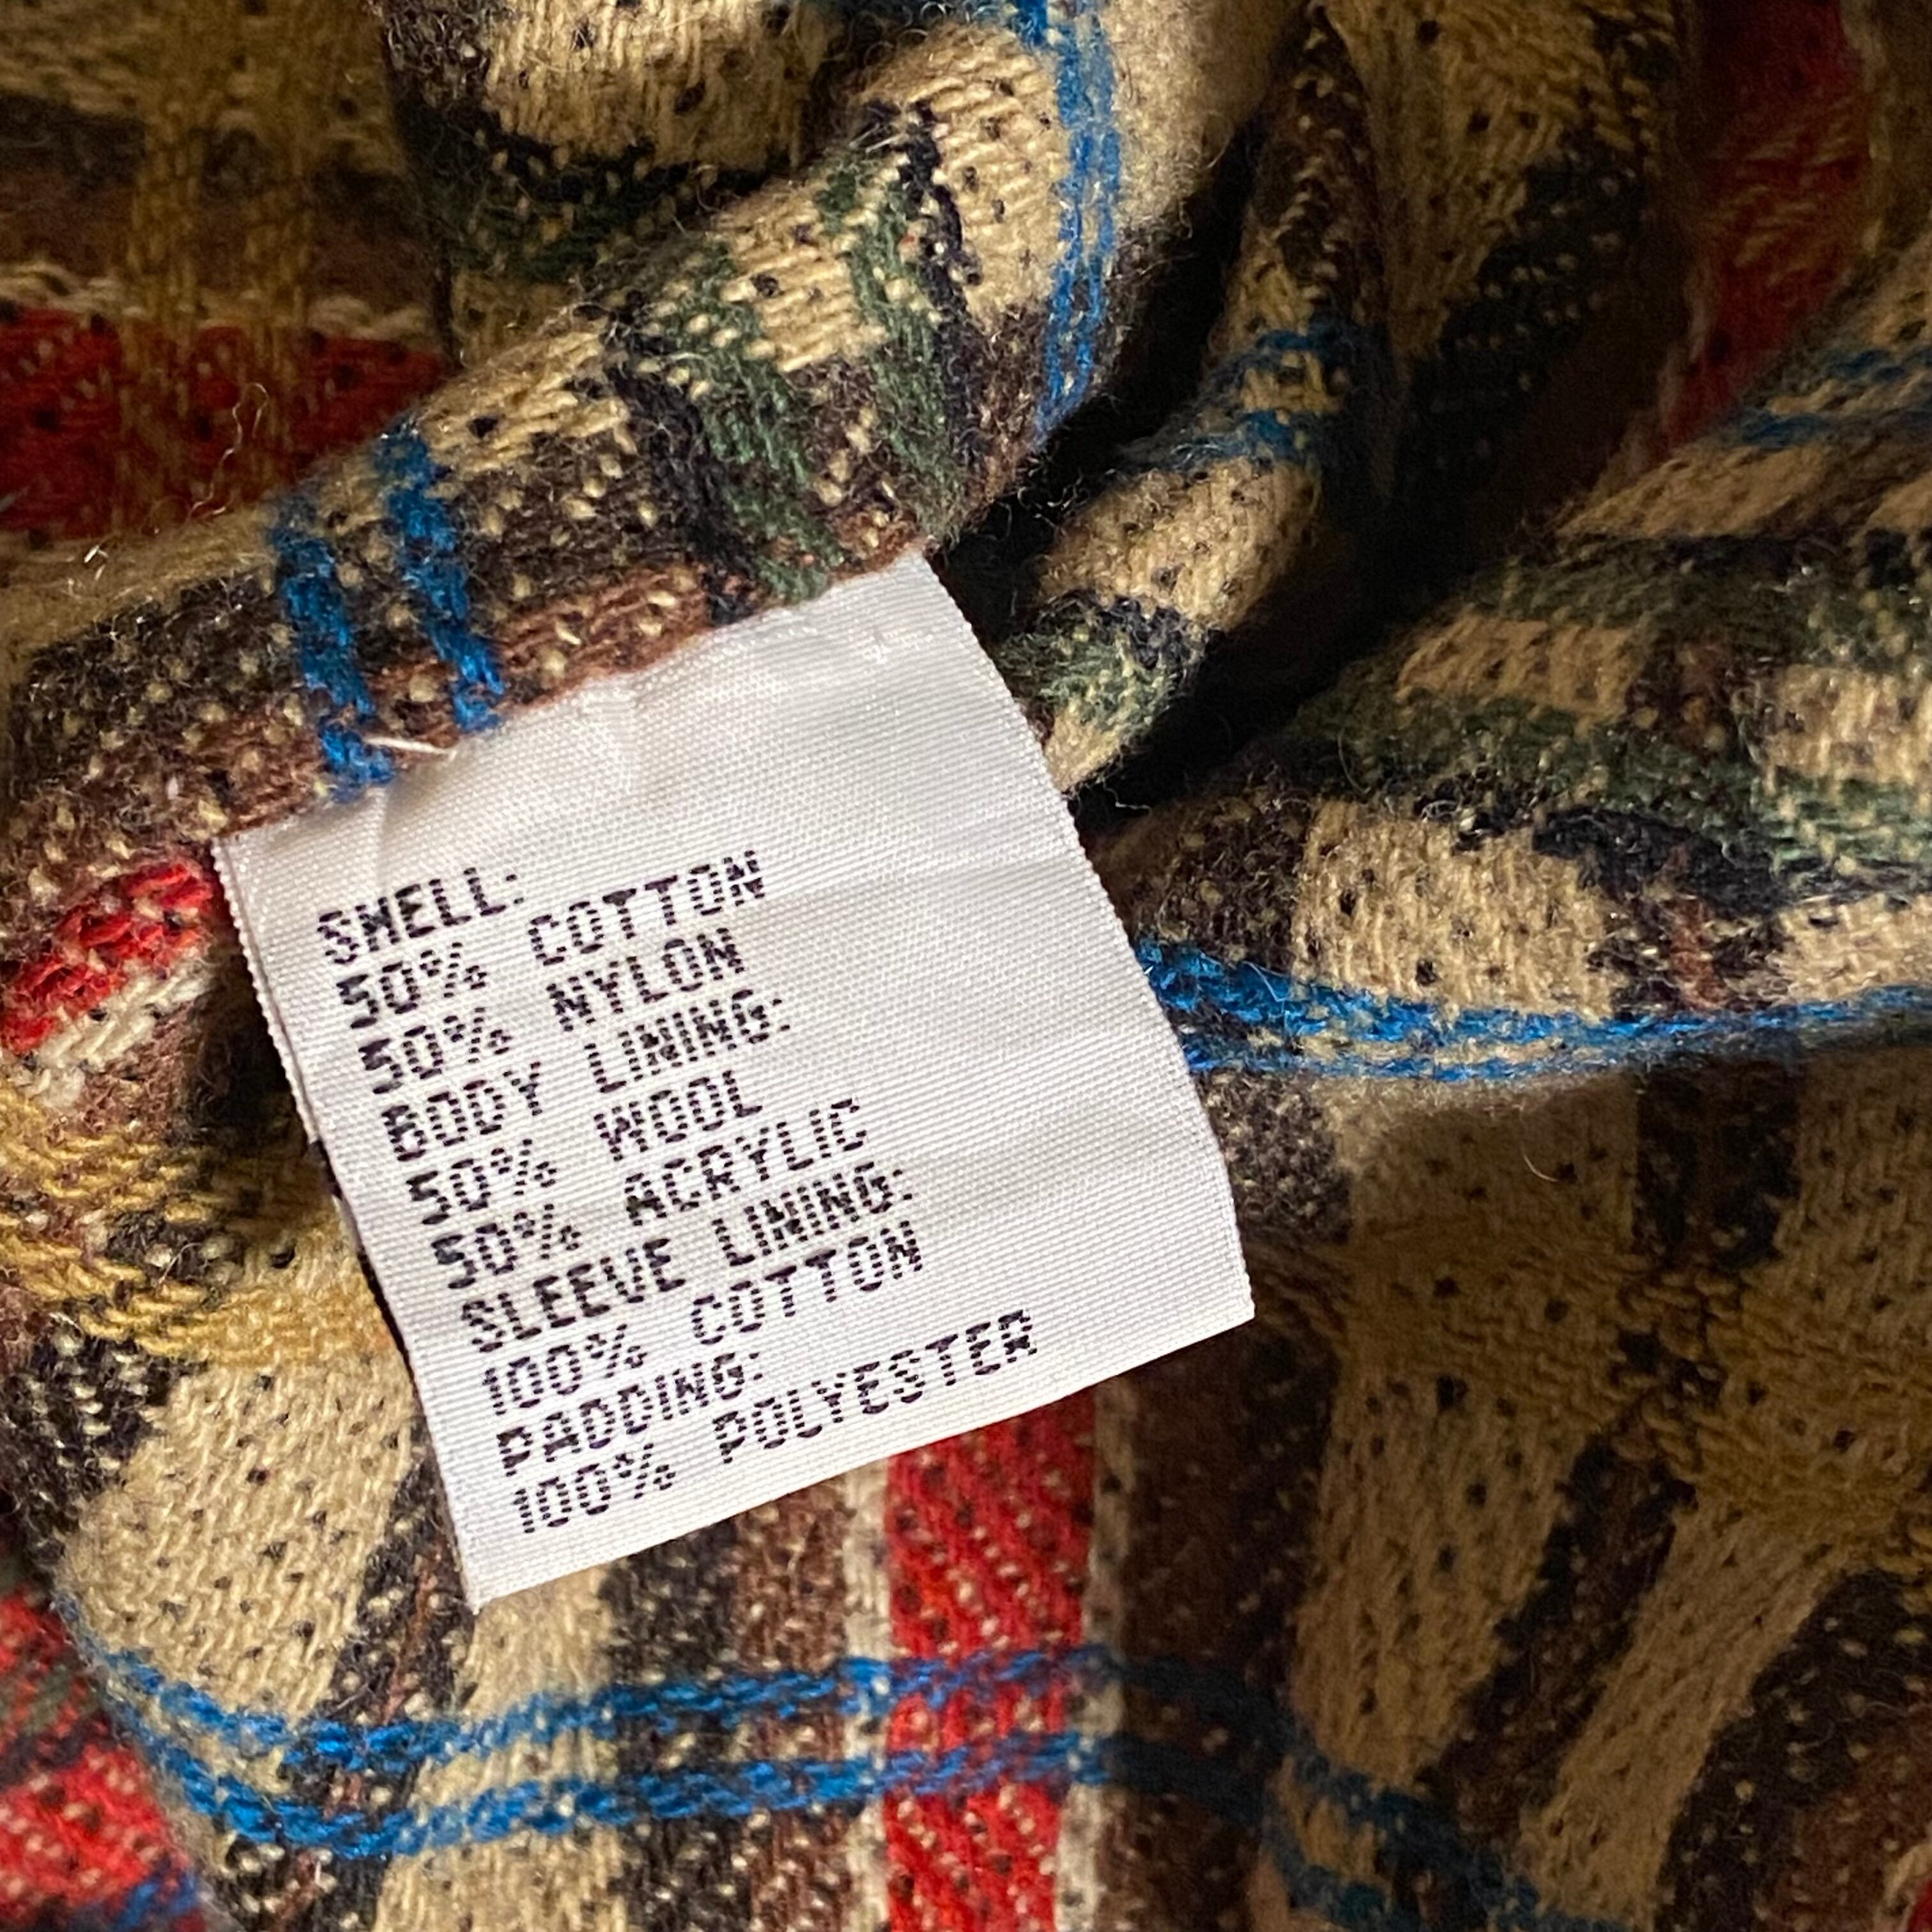 SHELL:
50% COTTON
50% NYLON
BODY LINING:
50% WOOL
50% ACRYLIC
SLEEVE LINING:
100% COTTON
PADDING:
100% POLYESTER